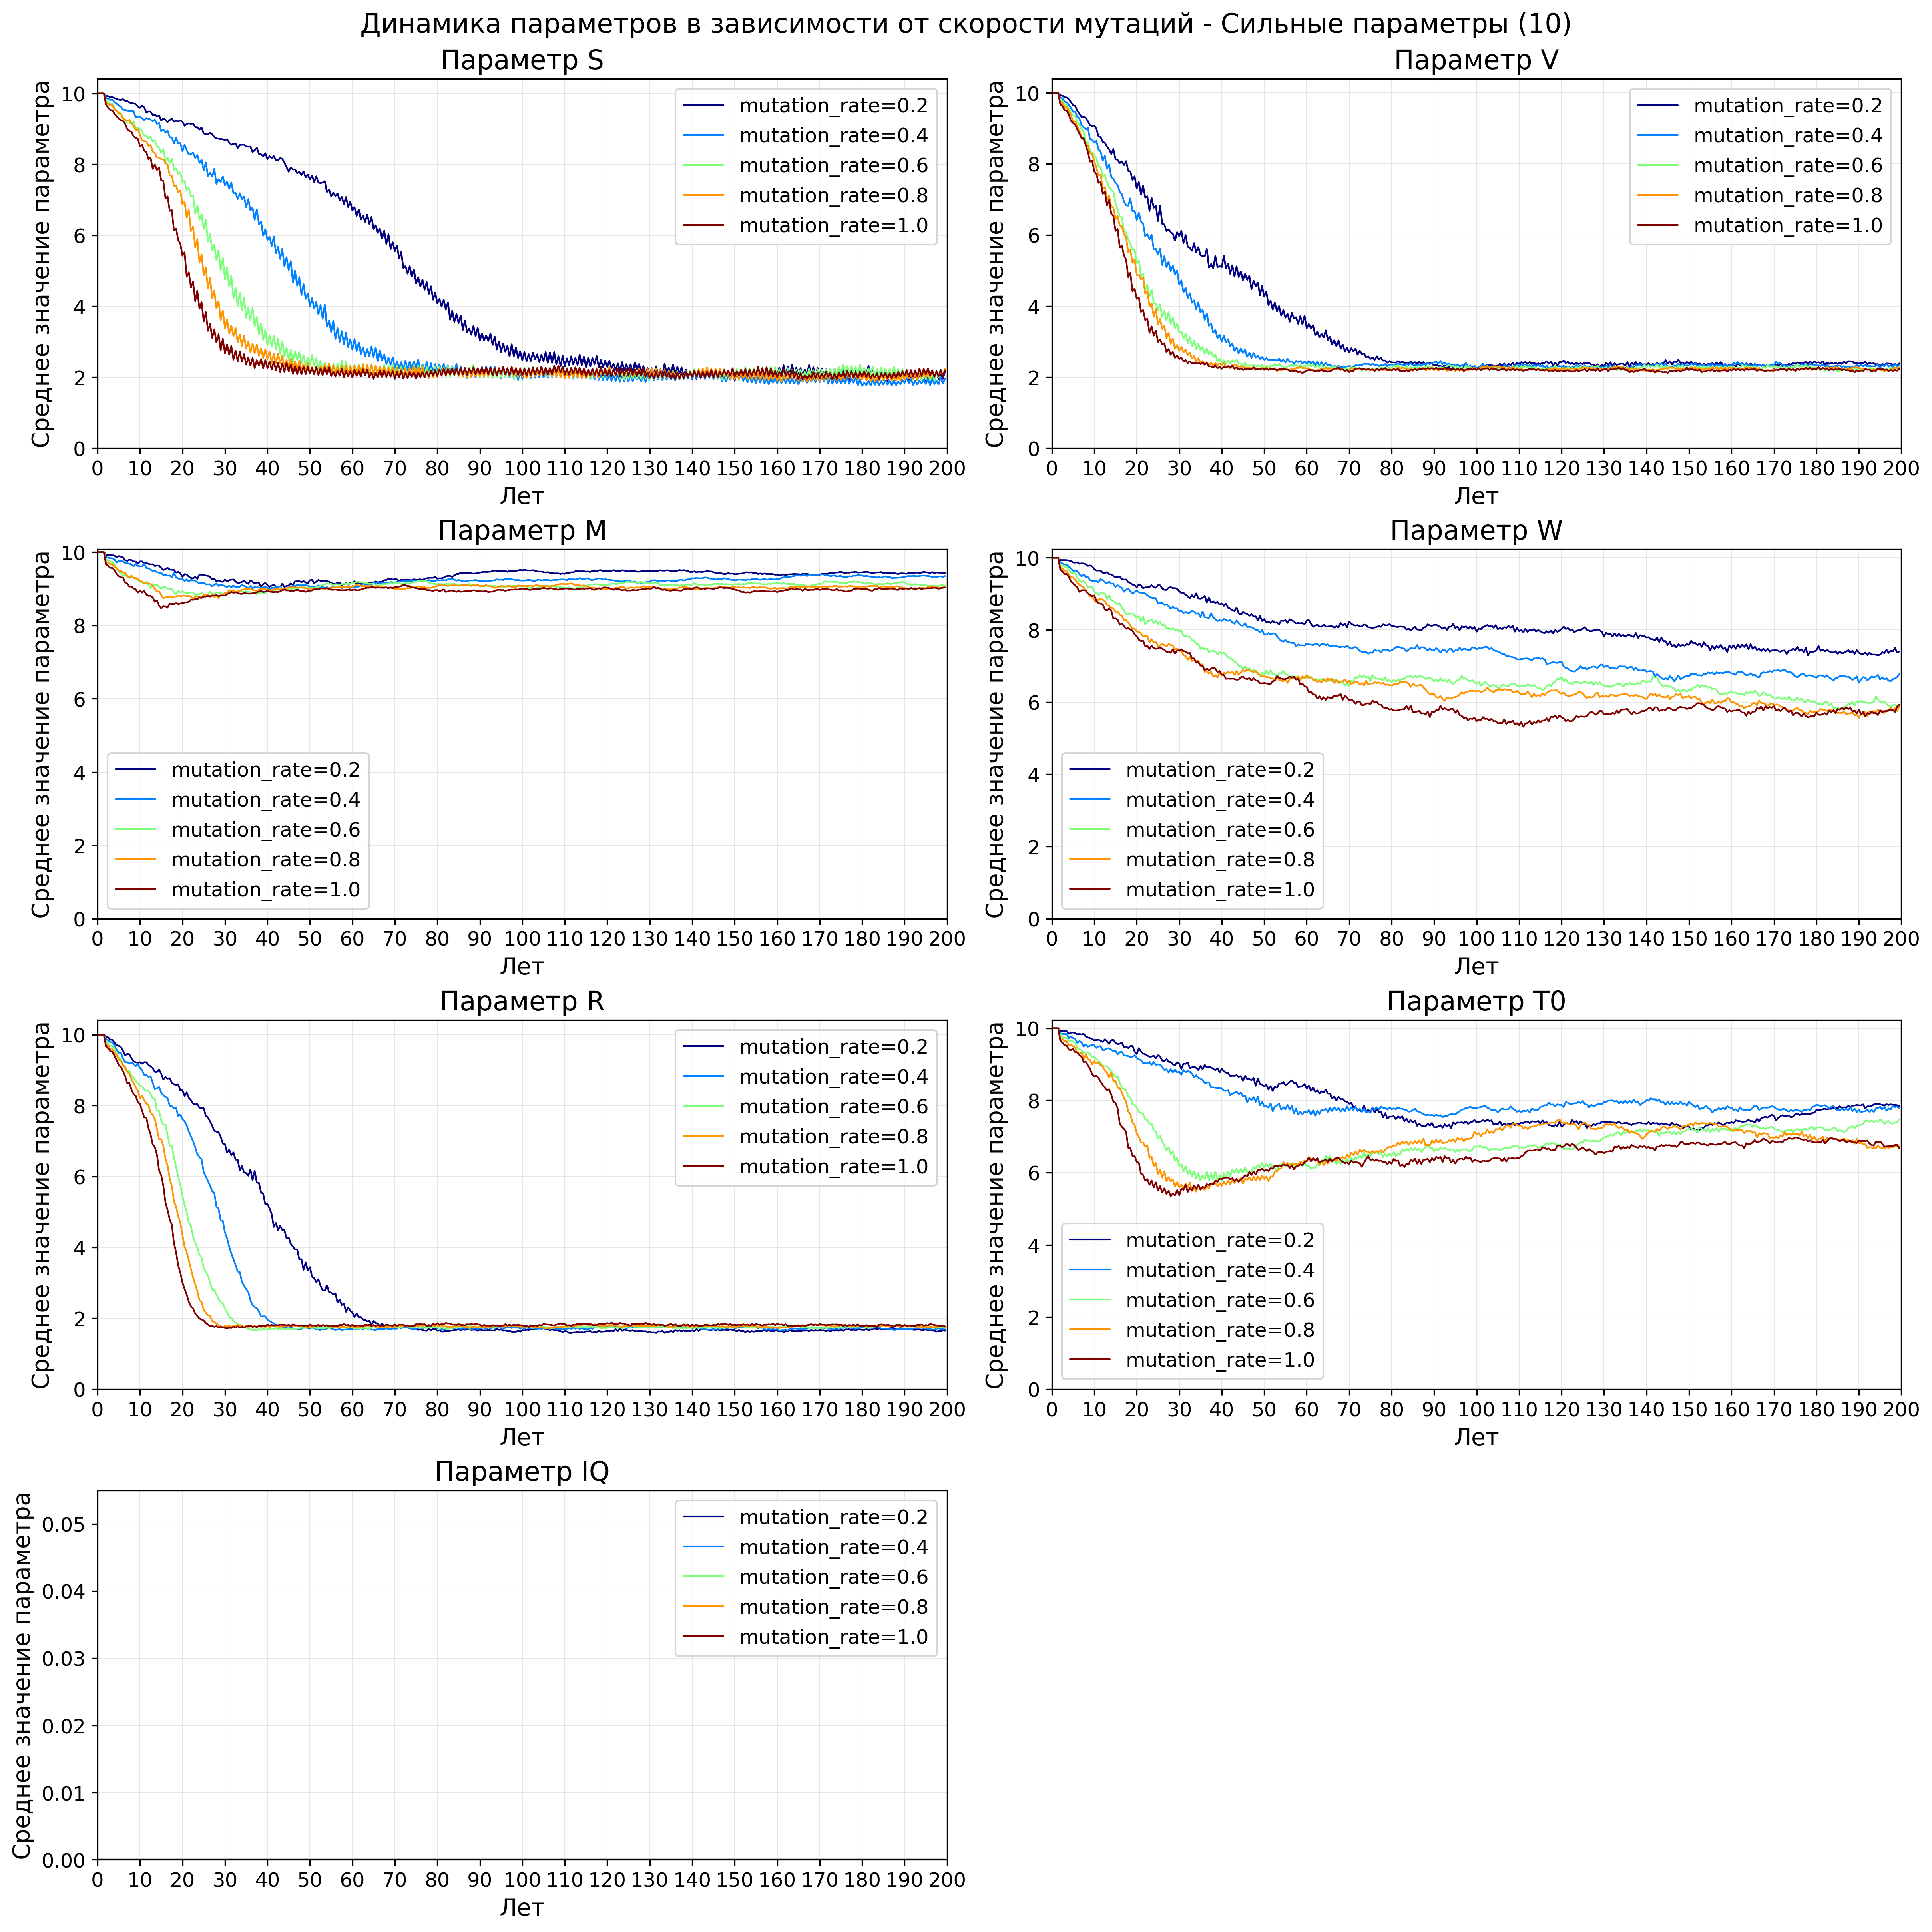 Динамика параметров в зависимости от скорости мутаций - Сильные параметры (10)
Параметр S
Среднее значение параметра
10
8
6
4
2
0
mutation_rate=0.2
mutation_rate=0.4
mutation_rate=0.6
mutation_rate=0.8
mutation_rate=1.0
0 10 20 30 40 50 60 70 80 90 100 110 120 130 140 150 160 170 180 190 200
Лет
Параметр V
Среднее значение параметра
10
8
6
4
2
0
mutation_rate=0.2
mutation_rate=0.4
mutation_rate=0.6
mutation_rate=0.8
mutation_rate=1.0
0 10 20 30 40 50 60 70 80 90 100 110 120 130 140 150 160 170 180 190 200
Лет
Параметр M
Среднее значение параметра
10
8
6
4
2
0
mutation_rate=0.2
mutation_rate=0.4
mutation_rate=0.6
mutation_rate=0.8
mutation_rate=1.0
0 10 20 30 40 50 60 70 80 90 100 110 120 130 140 150 160 170 180 190 200
Лет
Параметр W
Среднее значение параметра
10
8
6
4
2
0
mutation_rate=0.2
mutation_rate=0.4
mutation_rate=0.6
mutation_rate=0.8
mutation_rate=1.0
0 10 20 30 40 50 60 70 80 90 100 110 120 130 140 150 160 170 180 190 200
Лет
Параметр R
Среднее значение параметра
10
8
6
4
2
0
mutation_rate=0.2
mutation_rate=0.4
mutation_rate=0.6
mutation_rate=0.8
mutation_rate=1.0
0 10 20 30 40 50 60 70 80 90 100 110 120 130 140 150 160 170 180 190 200
Лет
Параметр T0
Среднее значение параметра
10
8
6
4
2
0
mutation_rate=0.2
mutation_rate=0.4
mutation_rate=0.6
mutation_rate=0.8
mutation_rate=1.0
0 10 20 30 40 50 60 70 80 90 100 110 120 130 140 150 160 170 180 190 200
Лет
Параметр IQ
Среднее значение параметра
0.05
0.04
0.03
0.02
0.01
0.00
mutation_rate=0.2
mutation_rate=0.4
mutation_rate=0.6
mutation_rate=0.8
mutation_rate=1.0
0 10 20 30 40 50 60 70 80 90 100 110 120 130 140 150 160 170 180 190 200
Лет